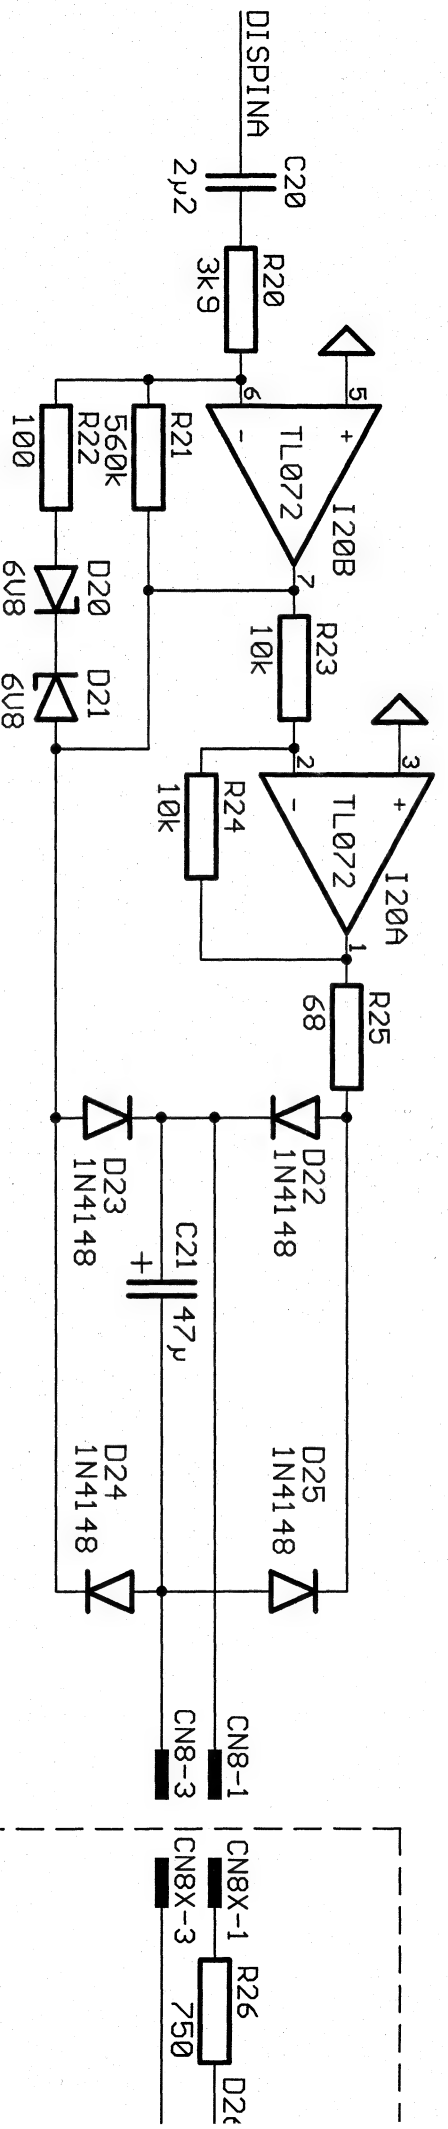 DISPINA
C20
2µ2
R20
3k9
5
+
6
-
TL072
I20B
7
R21
560k
R22
100
D20
6V8
D21
6V8
R23
10k
3
+
2
-
TL072
I20A
1
R24
10k
R25
68
D22
1N4148
D23
1N4148
C21
+
47µ
D25
1N4148
D24
1N4148
CN8-1
CN8-3
CN8X-1
CN8X-3
R26
750